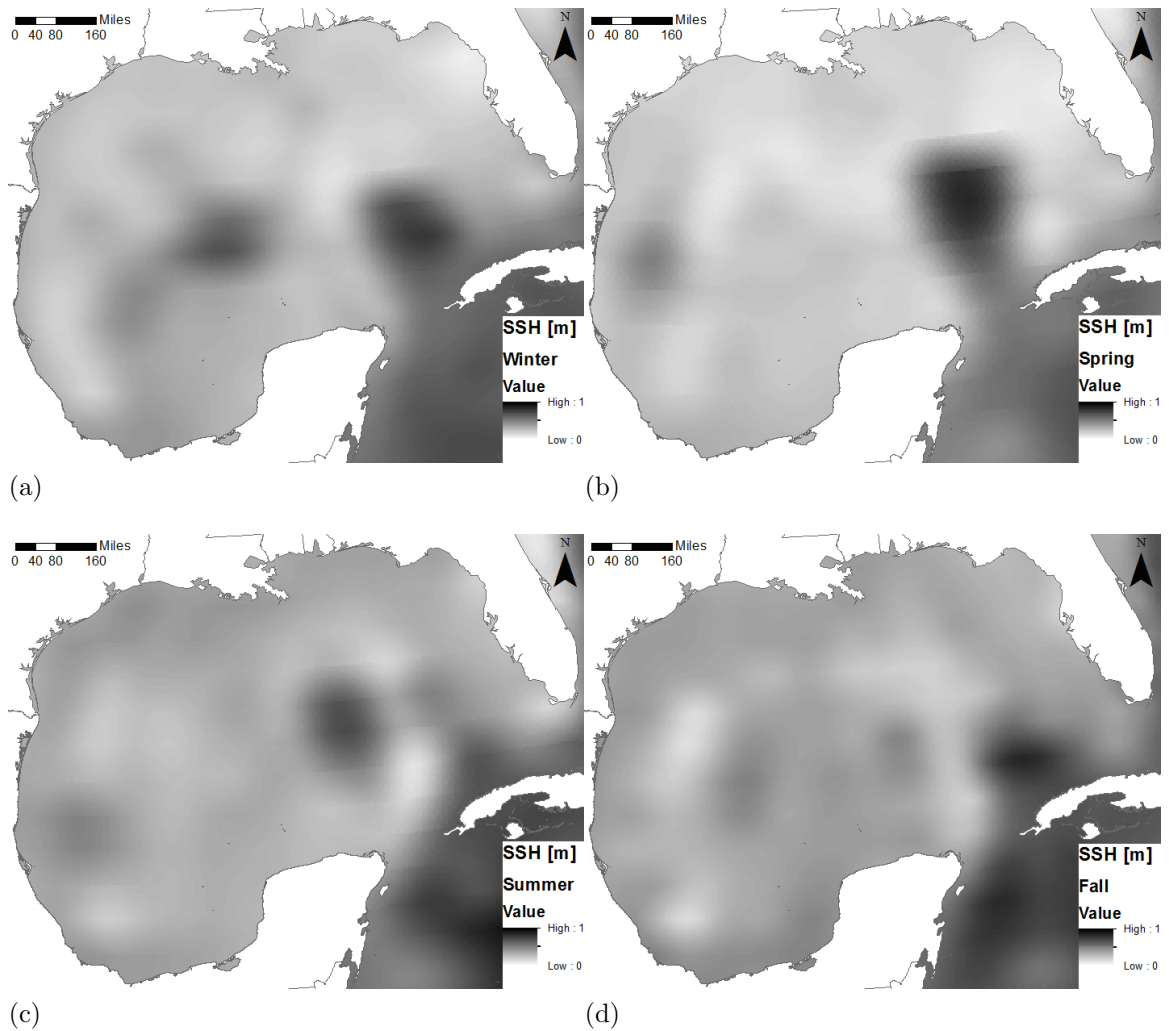 Miles
0 40 80 160
N
SSH [m]
Winter
Value
High : 1
Low : 0
(a)
Miles
0 40 80 160
N
SSH [m]
Spring
Value
High : 1
Low : 0
(b)
Miles
0 40 80 160
N
SSH [m]
Summer
Value
High : 1
Low : 0
(c)
Miles
0 40 80 160
N
SSH [m]
Fall
Value
High : 1
Low : 0
(d)